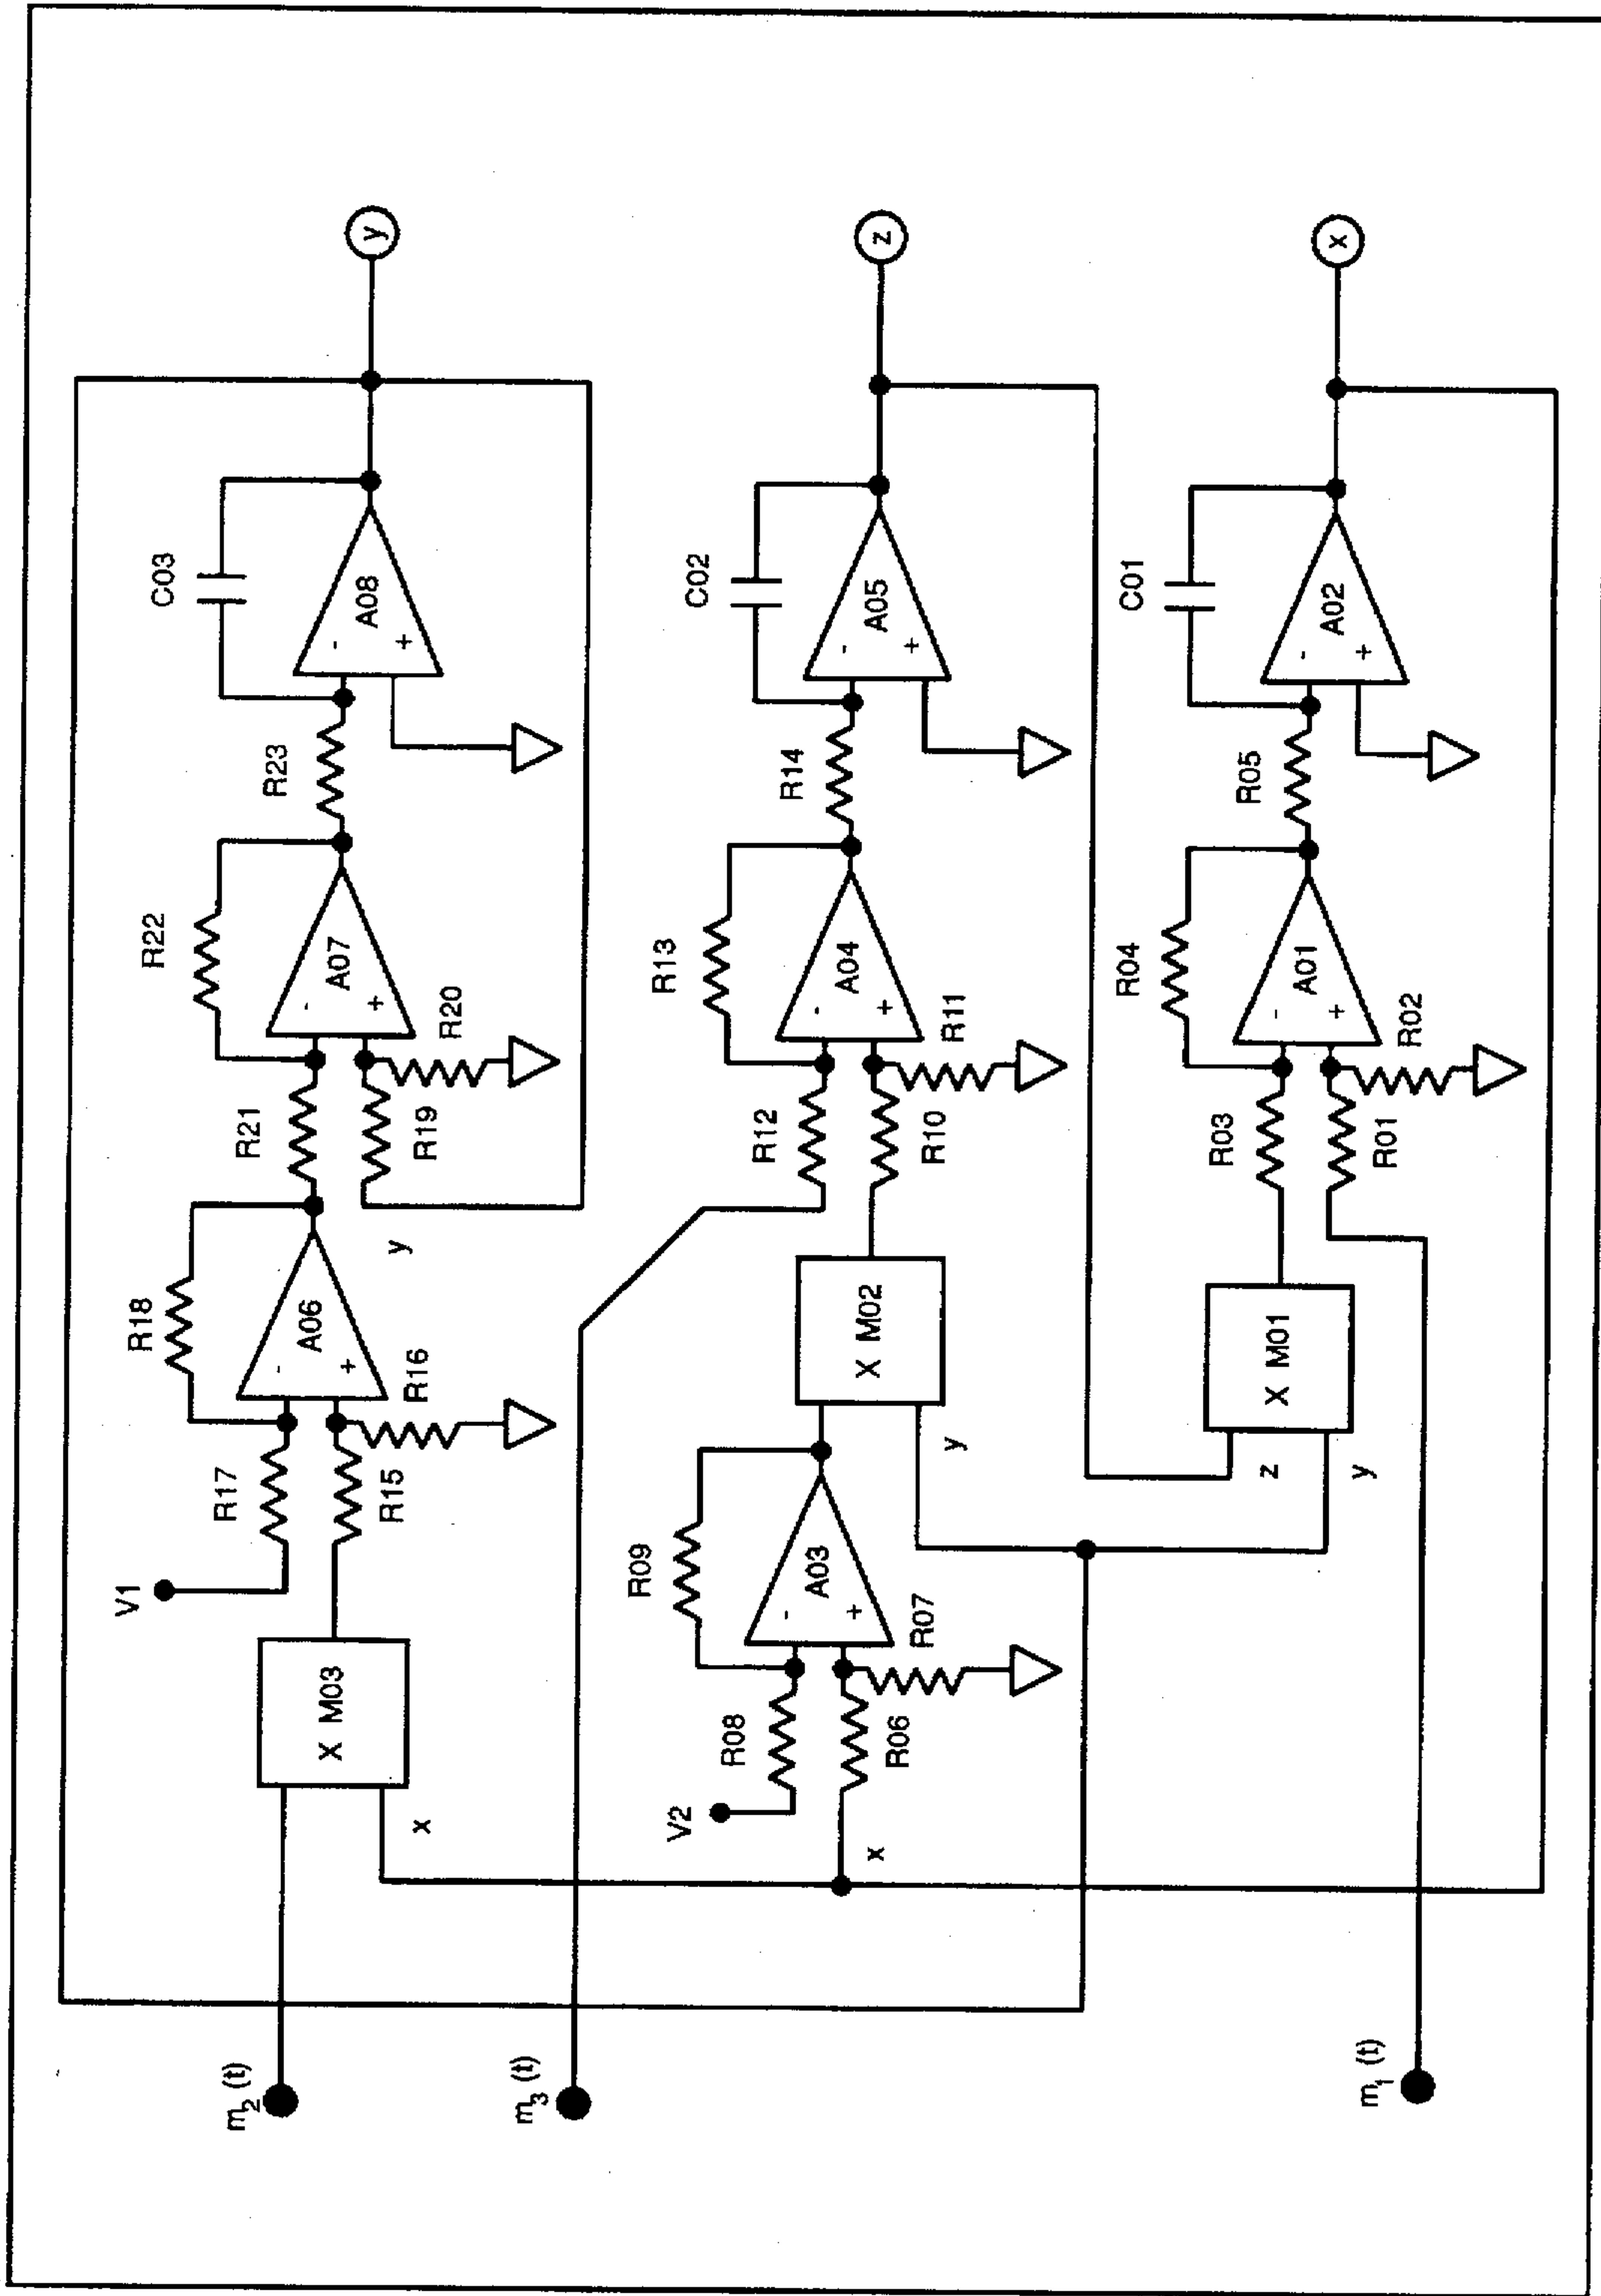 C03
y
R22
R23
A08
-
+
R18
R21
A07
-
+
R20
V1
R17
A06
-
+
R16
R19
y
m2 (t)
X M03
R15
x
C02
z
R13
R14
A05
-
+
m3 (t)
R12
A04
-
+
R11
R09
X M02
R10
V2
R08
A03
-
+
R07
y
x
R06
C01
x
R04
R05
A02
-
+
R03
A01
-
+
R02
z
X M01
R01
y
m1 (t)